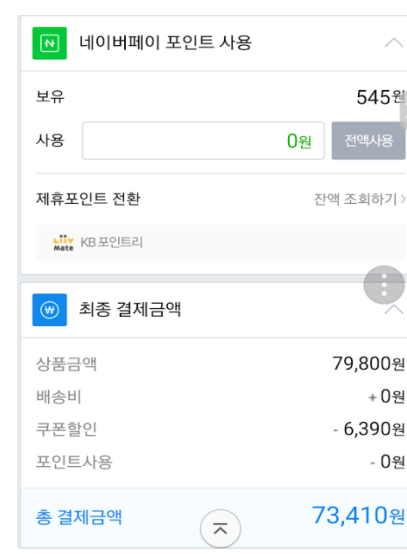 네이버페이 포인트 사용
보유 545원
사용 0원 전액사용
제휴포인트 전환 잔액 조회하기
Liiv Mate KB 포인트리
최종 결제금액
상품금액 79,800원
배송비 + 0원
쿠폰할인 - 6,390원
포인트사용 - 0원
총 결제금액 73,410원